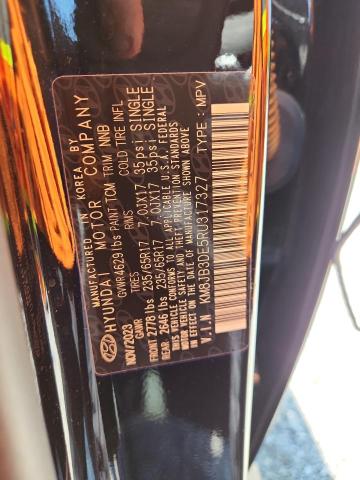 MANUFACTURED IN KOREA BY
HYUNDAI MOTOR COMPANY
NOV/2023 GVWR 4629 lbs PAINT TCM TRIM NNB
GAWR TIRES RIMS COLD TIRE INFL
FRONT 2778 lbs 235/65R17 7.0JX17 35psi SINGLE
REAR 2646 lbs 235/65R17 7.0JX17 35psi SINGLE
THIS VEHICLE CONFORMS TO ALL APPLICABLE U.S.A. FEDERAL
MOTOR VEHICLE SAFETY AND THEFT PREVENTION STANDARDS
IN EFFECT ON THE DATE OF MANUFACTURE SHOWN ABOVE
V.I.N KM8JB3DE5RU317327 TYPE : MPV